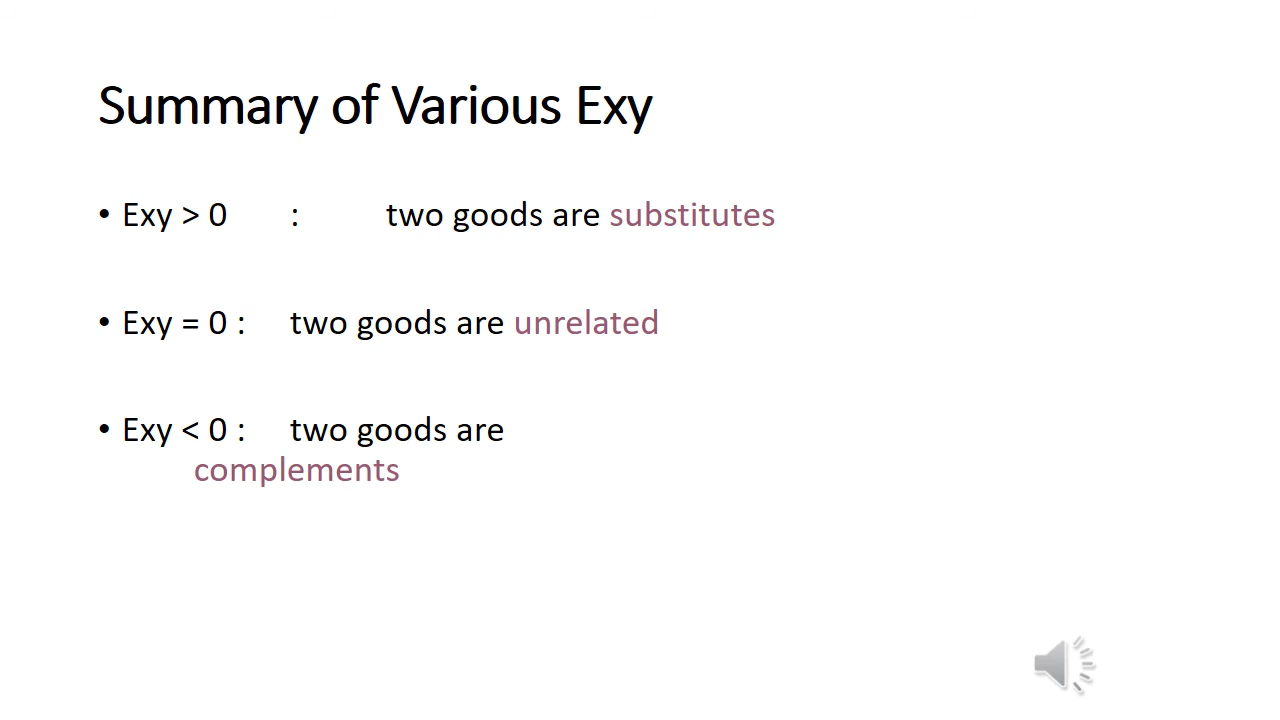 Summary of Various Exy
• Exy > 0 : two goods are substitutes
• Exy = 0 : two goods are unrelated
• Exy < 0 : two goods are
complements